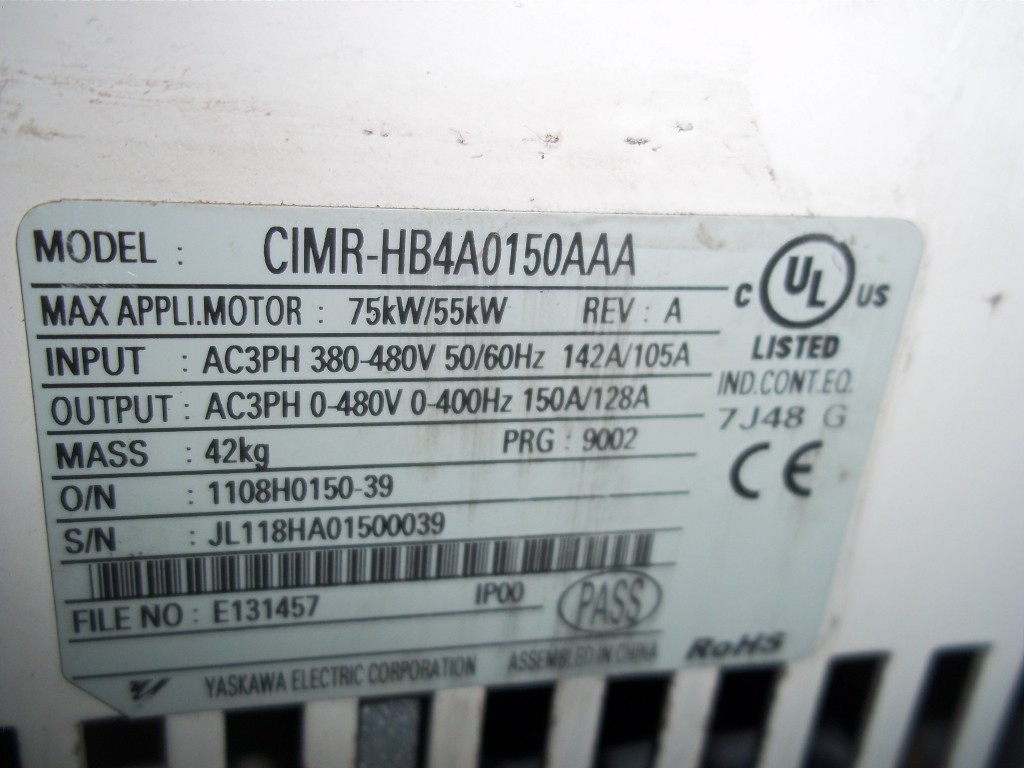 MODEL : CIMR-HB4A0150AAA
MAX APPLI.MOTOR : 75kW/55kW REV : A
INPUT : AC3PH 380-480V 50/60Hz 142A/105A
OUTPUT : AC3PH 0-480V 0-400Hz 150A/128A
MASS : 42kg PRG : 9002
O/N : 1108H0150-39
S/N : JL118HA01500039
FILE NO : E131457 IP00
PASS
YASKAWA ELECTRIC CORPORATION ASSEMBLED IN CHINA
C UL US
LISTED
IND.CONT.EQ.
7J48 G
CE
RoHS